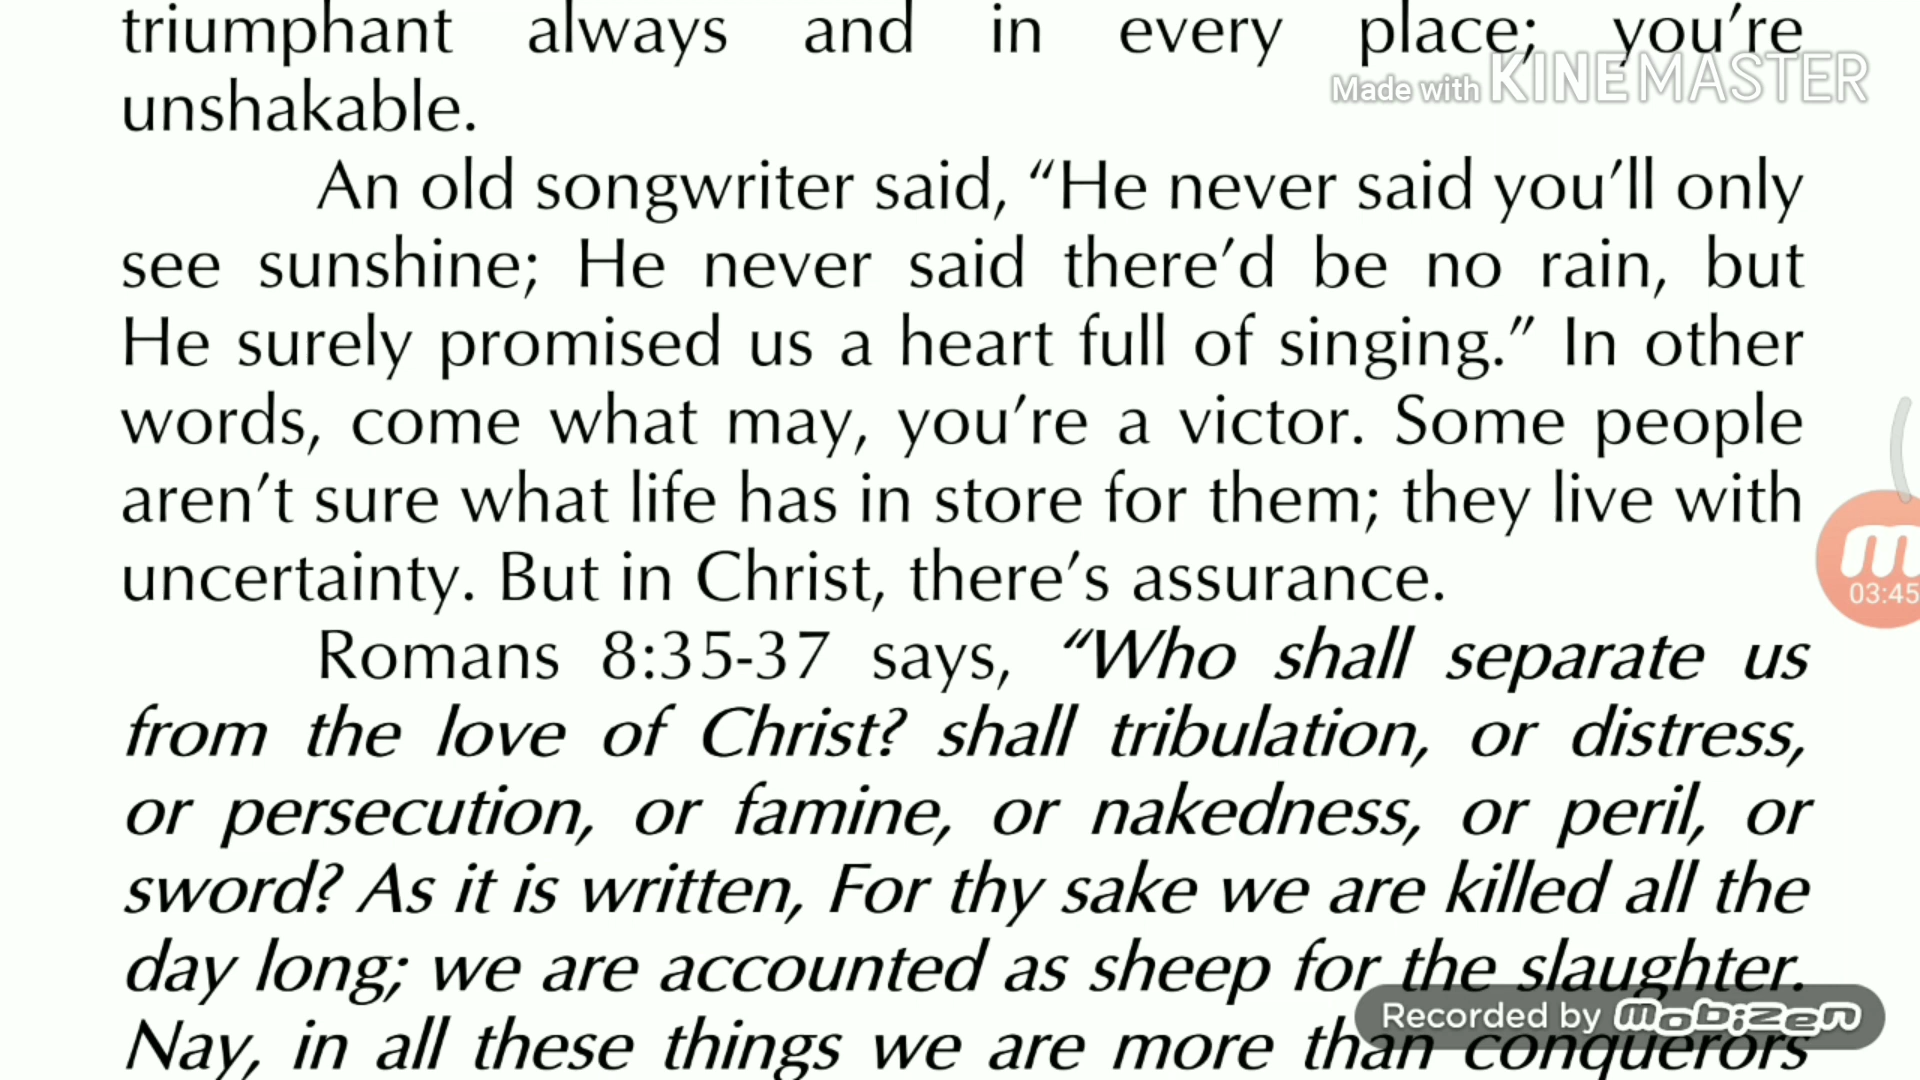 triumphant always and in every place; you’re
Made with KINEMASTER
unshakable.
An old songwriter said, “He never said you’ll only
see sunshine; He never said there’d be no rain, but
He surely promised us a heart full of singing.” In other
words, come what may, you’re a victor. Some people
aren’t sure what life has in store for them; they live with
uncertainty. But in Christ, there’s assurance.
m
03:45
Romans 8:35-37 says, “Who shall separate us
from the love of Christ? shall tribulation, or distress,
or persecution, or famine, or nakedness, or peril, or
sword? As it is written, For thy sake we are killed all the
day long; we are accounted as sheep for the slaughter.
Recorded by mobizen
Nay, in all these things we are more than conquerors